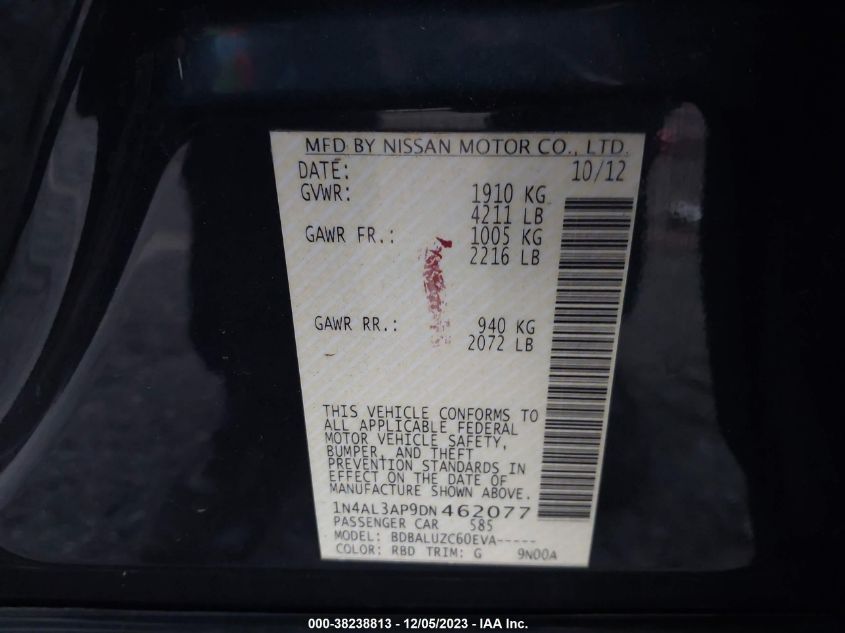 MFD BY NISSAN MOTOR CO., LTD.
DATE: 10/12
GVWR: 1910 KG
4211 LB
GAWR FR.: 1005 KG
2216 LB
GAWR RR.: 940 KG
2072 LB
THIS VEHICLE CONFORMS TO
ALL APPLICABLE FEDERAL
MOTOR VEHICLE SAFETY,
BUMPER, AND THEFT
PREVENTION STANDARDS IN
EFFECT ON THE DATE OF
MANUFACTURE SHOWN ABOVE.
1N4AL3AP9DN462077
PASSENGER CAR 585
MODEL: BDBALUZC60EVA-----
COLOR: RBD TRIM: G 9N00A
000-38238813 - 12/05/2023 - IAA Inc.